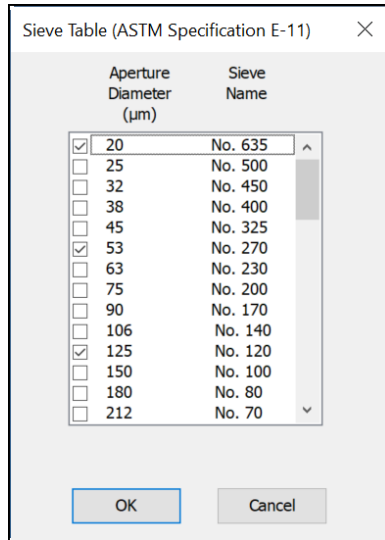 Sieve Table (ASTM Specification E-11)
Aperture Diameter (µm) Sieve Name
20 No. 635
25 No. 500
32 No. 450
38 No. 400
45 No. 325
53 No. 270
63 No. 230
75 No. 200
90 No. 170
106 No. 140
125 No. 120
150 No. 100
180 No. 80
212 No. 70
OK Cancel